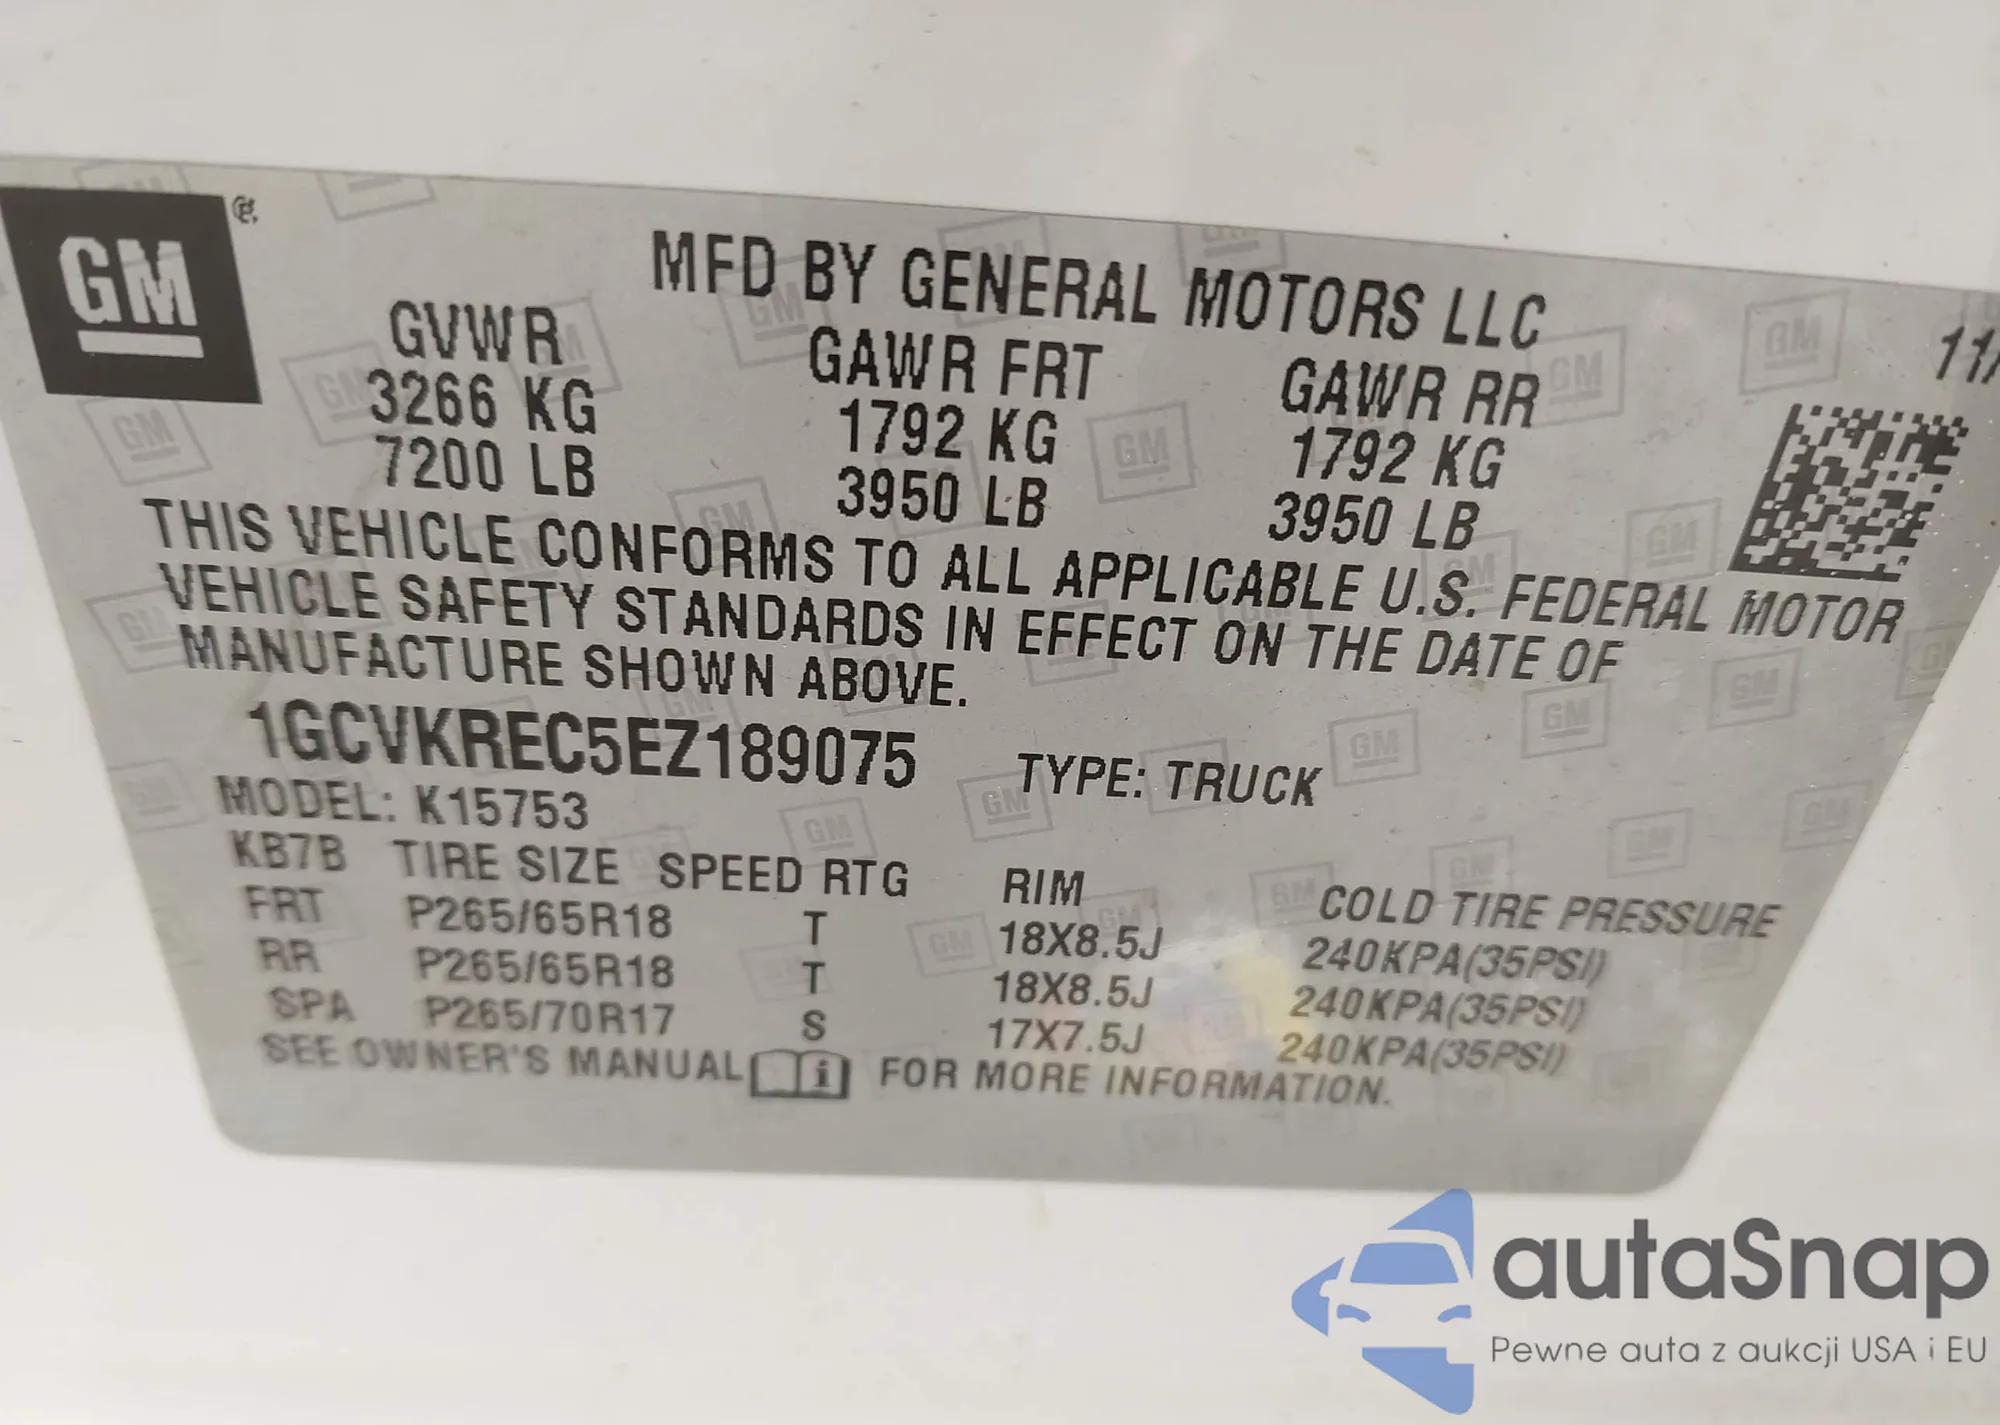 GM
MFD BY GENERAL MOTORS LLC
GVWR GAWR FRT GAWR RR 11/
3266 KG 1792 KG 1792 KG
7200 LB 3950 LB 3950 LB
THIS VEHICLE CONFORMS TO ALL APPLICABLE U.S. FEDERAL MOTOR
VEHICLE SAFETY STANDARDS IN EFFECT ON THE DATE OF
MANUFACTURE SHOWN ABOVE.
1GCVKREC5EZ189075 TYPE: TRUCK
MODEL: K15753
KB7B TIRE SIZE SPEED RTG RIM COLD TIRE PRESSURE
FRT P265/65R18 T 18X8.5J 240KPA(35PSI)
RR P265/65R18 T 18X8.5J 240KPA(35PSI)
SPA P265/70R17 S 17X7.5J 240KPA(35PSI)
SEE OWNER'S MANUAL i FOR MORE INFORMATION.
autaSnap
Pewne auta z aukcji USA i EU